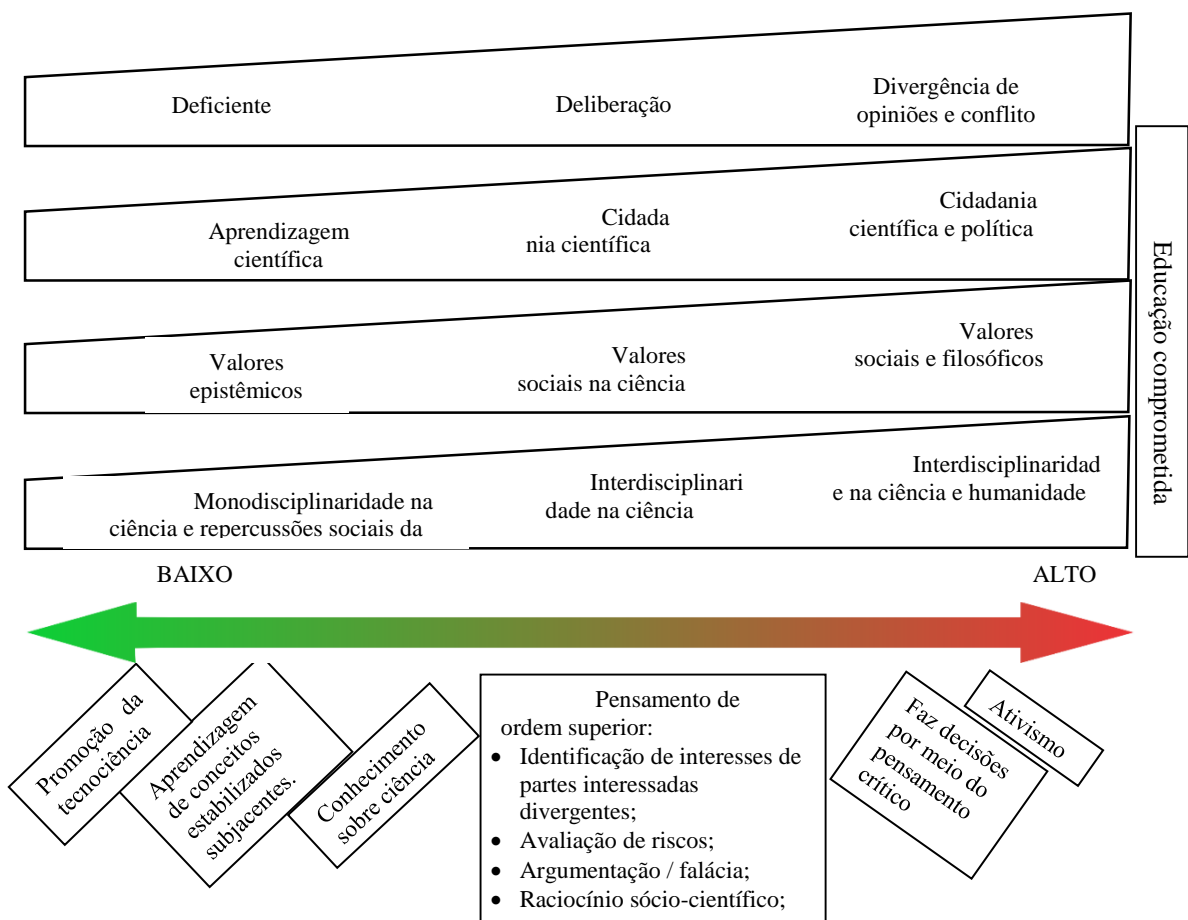 Deficiente
Deliberação
Divergência de
opiniões e conflito
Aprendizagem
científica
Cidada
nia científica
Cidadania
científica e política
Valores
epistêmicos
Valores
sociais na ciência
Valores
sociais e filosóficos
Monodisciplinaridade na
ciência e repercussões sociais da
Interdisciplinari
dade na ciência
Interdisciplinaridad
e na ciência e humanidade
Educação comprometida
BAIXO
ALTO
Promoção da
tecnociência
Aprendizagem
de conceitos
estabilizados
subjacentes.
Conhecimento
sobre ciência
Pensamento de
ordem superior:
• Identificação de interesses de
partes interessadas
divergentes;
• Avaliação de riscos;
• Argumentação / falácia;
• Raciocínio sócio-científico;
Faz decisões
por meio do
pensamento
crítico
Ativismo